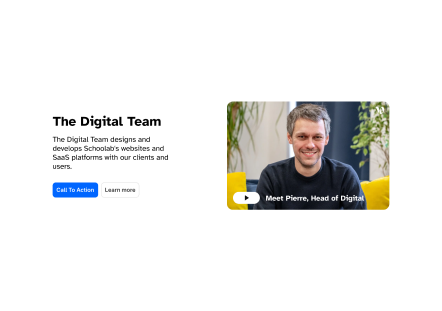 The Digital Team
The Digital Team designs and
develops Schoolab's websites and
SaaS platforms with our clients and
users.
Call To Action
Learn more
Meet Pierre, Head of Digital